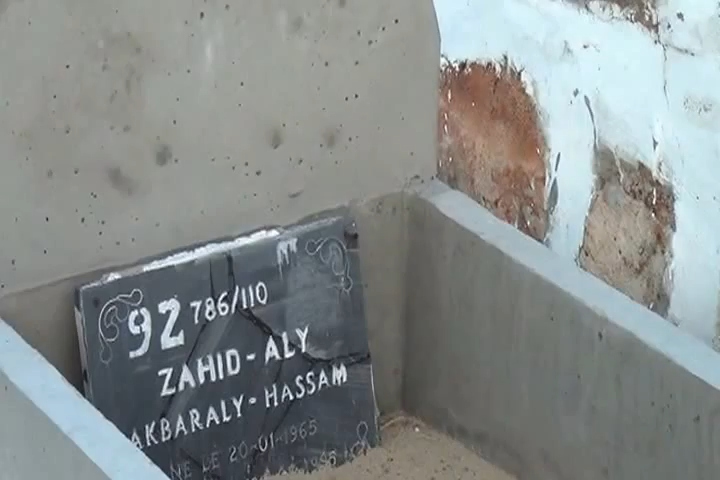 92 786/110
ZAHID-ALY
AKBARALY-HASSAM
NE LE 20-01-1965